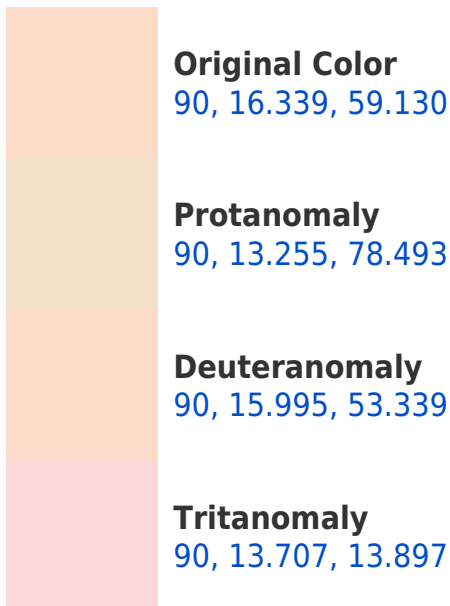 Original Color
90, 16.339, 59.130
Protanomaly
90, 13.255, 78.493
Deuteranomaly
90, 15.995, 53.339
Tritanomaly
90, 13.707, 13.897